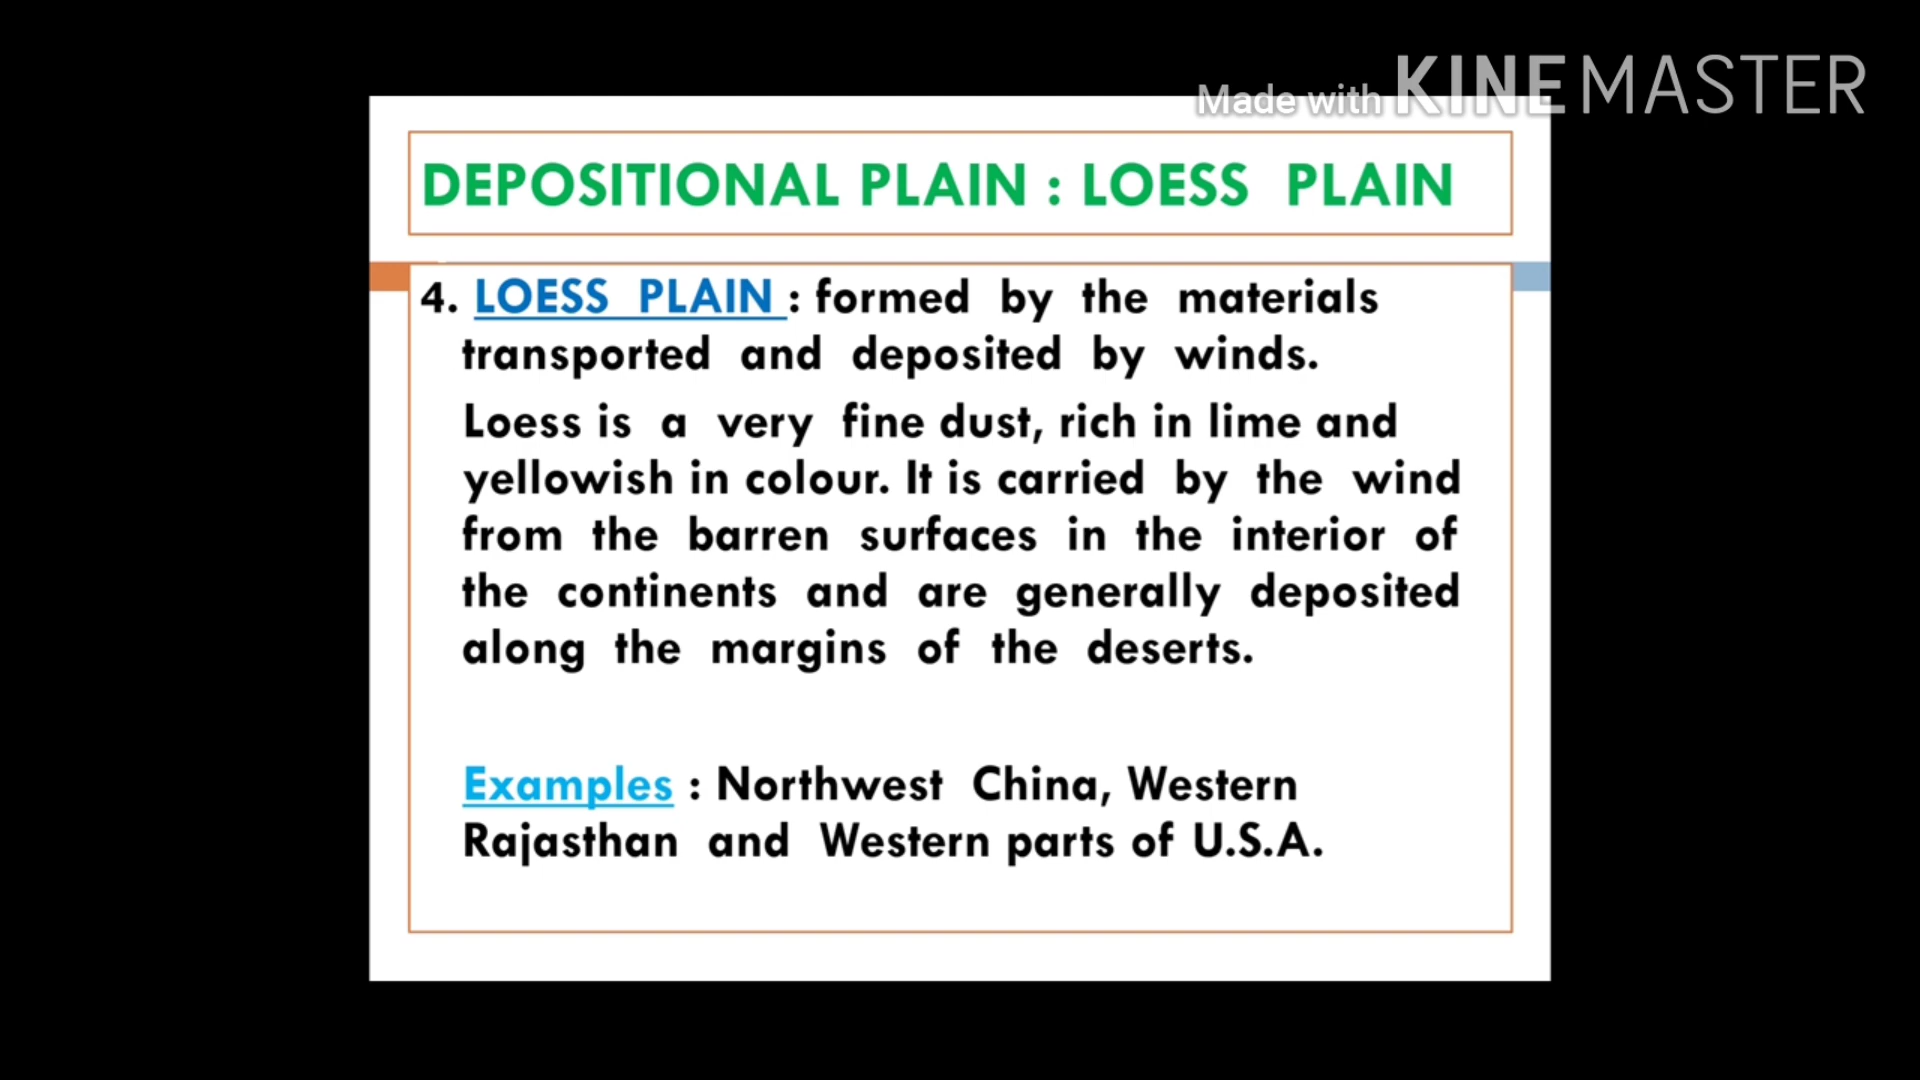 Made with KINEMASTER
DEPOSITIONAL PLAIN : LOESS PLAIN
4. LOESS PLAIN : formed by the materials
transported and deposited by winds.
Loess is a very fine dust, rich in lime and
yellowish in colour. It is carried by the wind
from the barren surfaces in the interior of
the continents and are generally deposited
along the margins of the deserts.
Examples : Northwest China, Western
Rajasthan and Western parts of U.S.A.